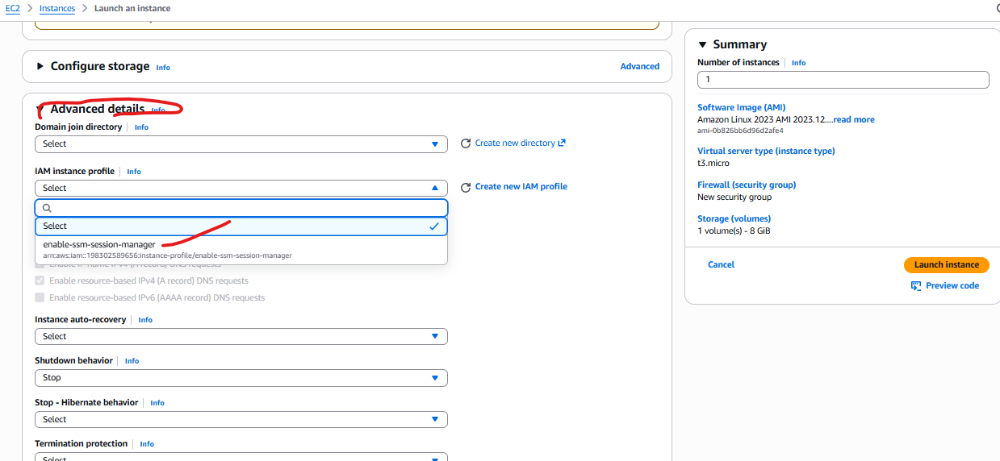 EC2 > Instances > Launch an instance
Configure storage Info Advanced
Advanced details Info
Domain join directory | Info
Select
Create new directory
IAM instance profile | Info
Select
Create new IAM profile
Select
enable-ssm-session-manager
arn:aws:iam::198302589656:instance-profile/enable-ssm-session-manager
Enable resource-based IPv4 (A record) DNS requests
Enable resource-based IPv6 (AAAA record) DNS requests
Instance auto-recovery | Info
Select
Shutdown behavior | Info
Stop
Stop - Hibernate behavior | Info
Select
Termination protection | Info
Select
Summary
Number of instances | Info
1
Software Image (AMI)
Amazon Linux 2023 AMI 2023.12....read more
ami-0b826bb6d96d2afe4
Virtual server type (instance type)
t3.micro
Firewall (security group)
New security group
Storage (volumes)
1 volume(s) - 8 GiB
Cancel
Launch instance
Preview code